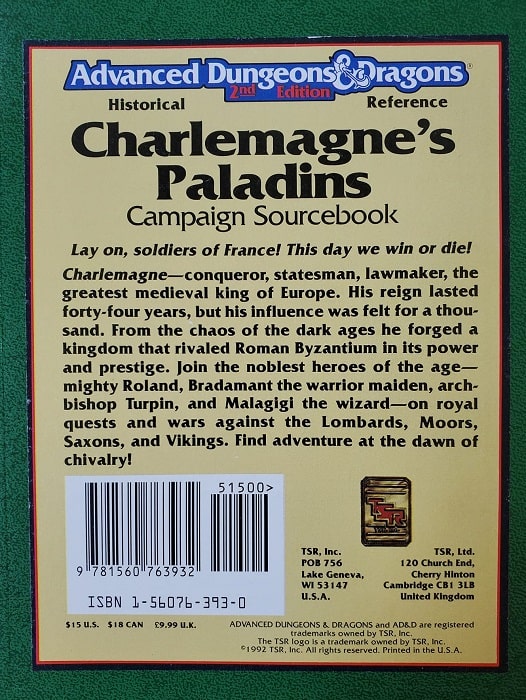 Advanced Dungeons & Dragons®
2nd Edition
Historical Reference
Charlemagne's
Paladins
Campaign Sourcebook
Lay on, soldiers of France! This day we win or die!
Charlemagne—conqueror, statesman, lawmaker, the
greatest medieval king of Europe. His reign lasted
forty-four years, but his influence was felt for a thou-
sand. From the chaos of the dark ages he forged a
kingdom that rivaled Roman Byzantium in its power
and prestige. Join the noblest heroes of the age—
mighty Roland, Bradamant the warrior maiden, arch-
bishop Turpin, and Malagigi the wizard—on royal
quests and wars against the Lombards, Moors,
Saxons, and Vikings. Find adventure at the dawn of
chivalry!
51500>
9 781560 763932
ISBN 1-56076-393-0
TSR
TSR, Inc.
POB 756
Lake Geneva,
WI 53147
U.S.A.
TSR, Ltd.
120 Church End,
Cherry Hinton
Cambridge CB1 3LB
United Kingdom
$15 U.S. $18 CAN £9.99 U.K.
ADVANCED DUNGEONS & DRAGONS and AD&D are registered
trademarks owned by TSR, Inc.
The TSR logo is a trademark owned by TSR, Inc.
©1992 TSR, Inc. All rights reserved. Printed in the U.S.A.